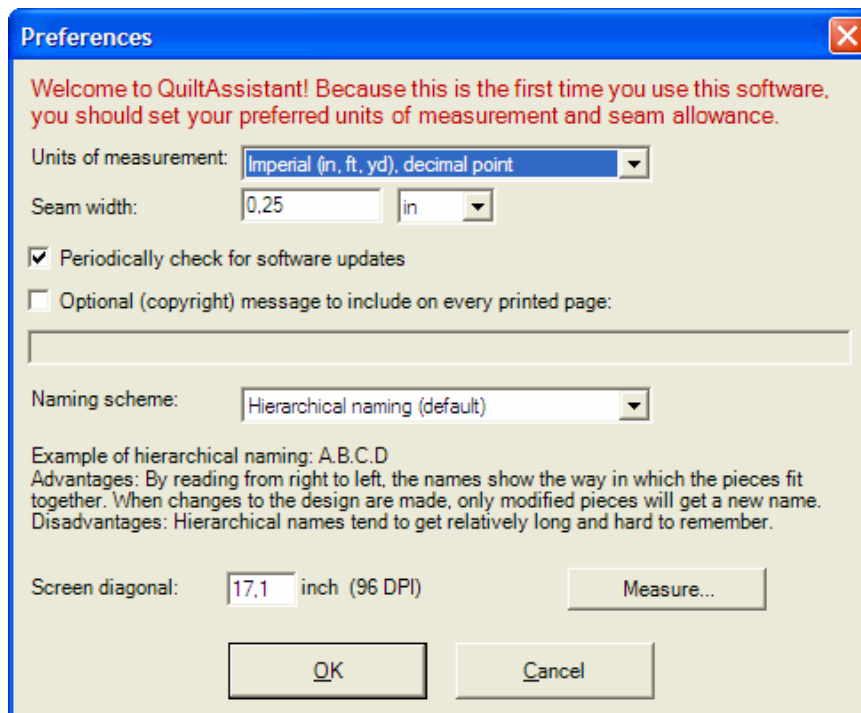 Preferences
Welcome to QuiltAssistant! Because this is the first time you use this software,
you should set your preferred units of measurement and seam allowance.
Units of measurement: Imperial (in, ft, yd), decimal point
Seam width: 0,25 in
Periodically check for software updates
Optional (copyright) message to include on every printed page:
Naming scheme: Hierarchical naming (default)
Example of hierarchical naming: A.B.C.D
Advantages: By reading from right to left, the names show the way in which the pieces fit
together. When changes to the design are made, only modified pieces will get a new name.
Disadvantages: Hierarchical names tend to get relatively long and hard to remember.
Screen diagonal: 17,1 inch (96 DPI) Measure...
OK Cancel